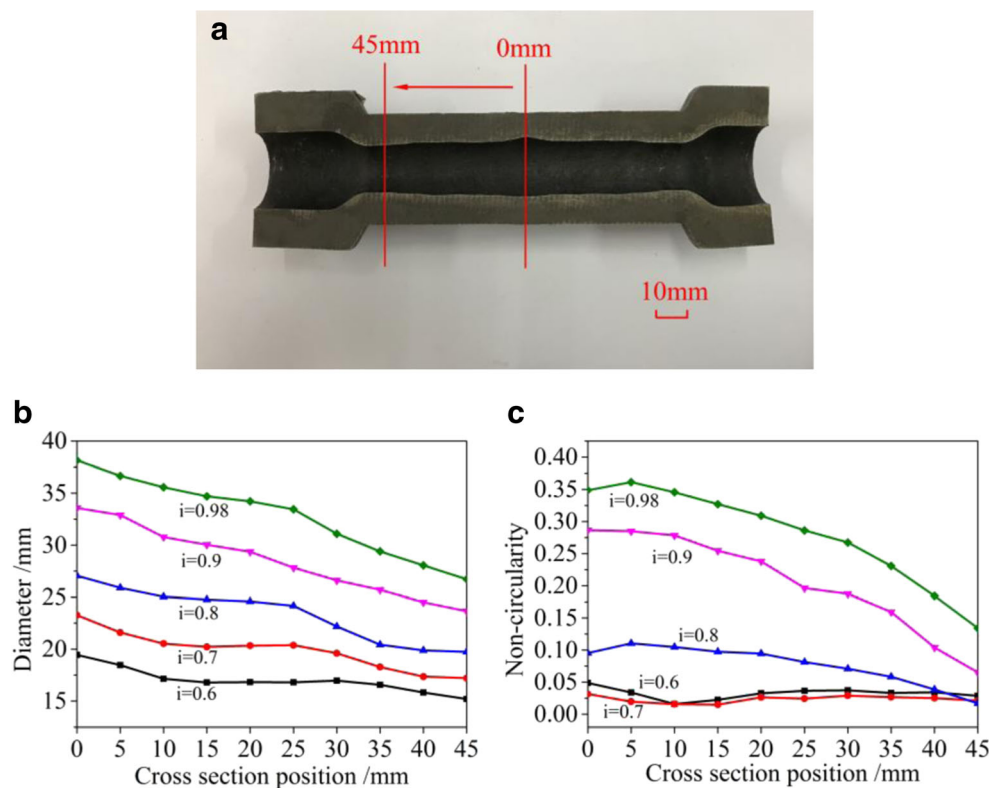 a
45mm
0mm
10mm
b
40
35
30
25
20
15
Diameter /mm
i=0.98
i=0.9
i=0.8
i=0.7
i=0.6
0 5 10 15 20 25 30 35 40 45
Cross section position /mm
c
0.40
0.35
0.30
0.25
0.20
0.15
0.10
0.05
0.00
Non-circularity
i=0.98
i=0.9
i=0.8
i=0.6
i=0.7
0 5 10 15 20 25 30 35 40 45
Cross section position /mm